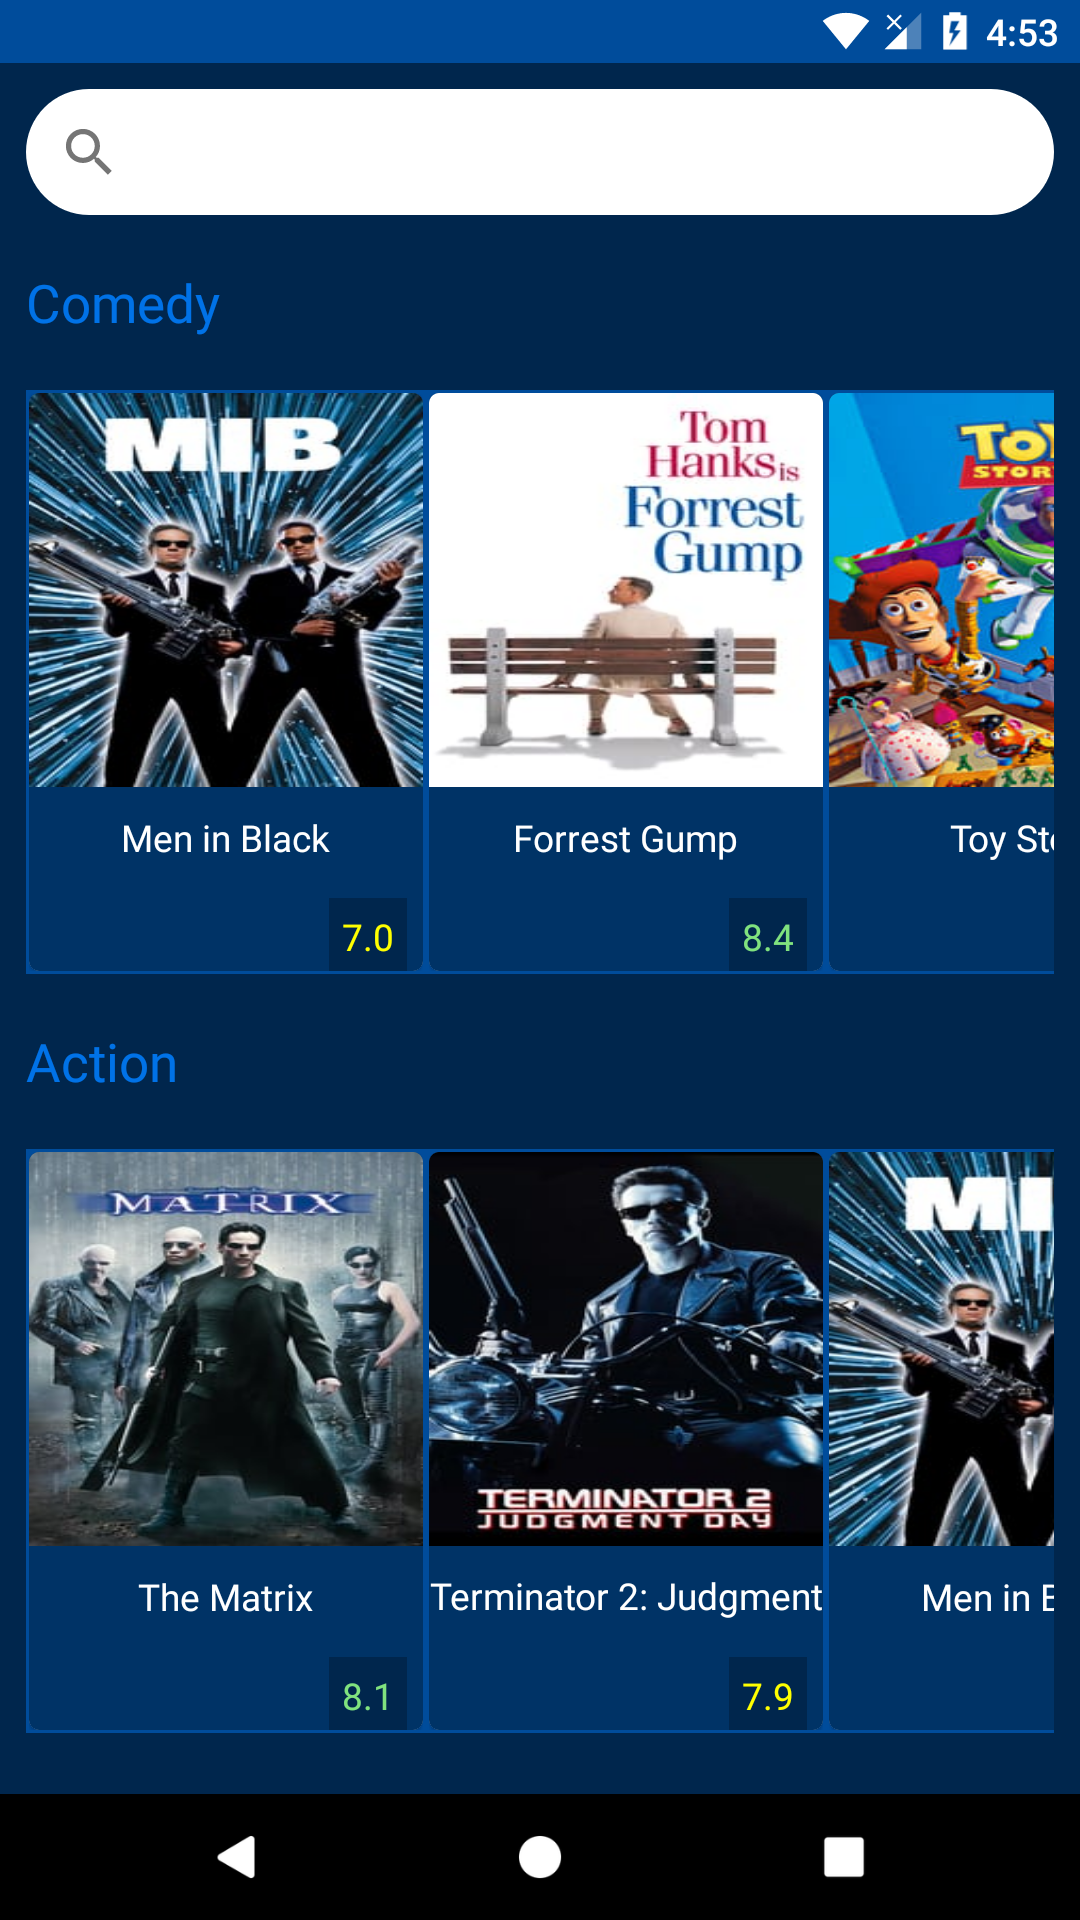 4:53
Comedy
MIB
Tom
Hanks is
Forrest
Gump
TOY
STOR
Men in Black
Forrest Gump
Toy Sto
7.0
8.4
Action
MATRIX
TERMINATOR 2
JUDGMENT DAY
MI
The Matrix
Terminator 2: Judgment
Men in B
8.1
7.9